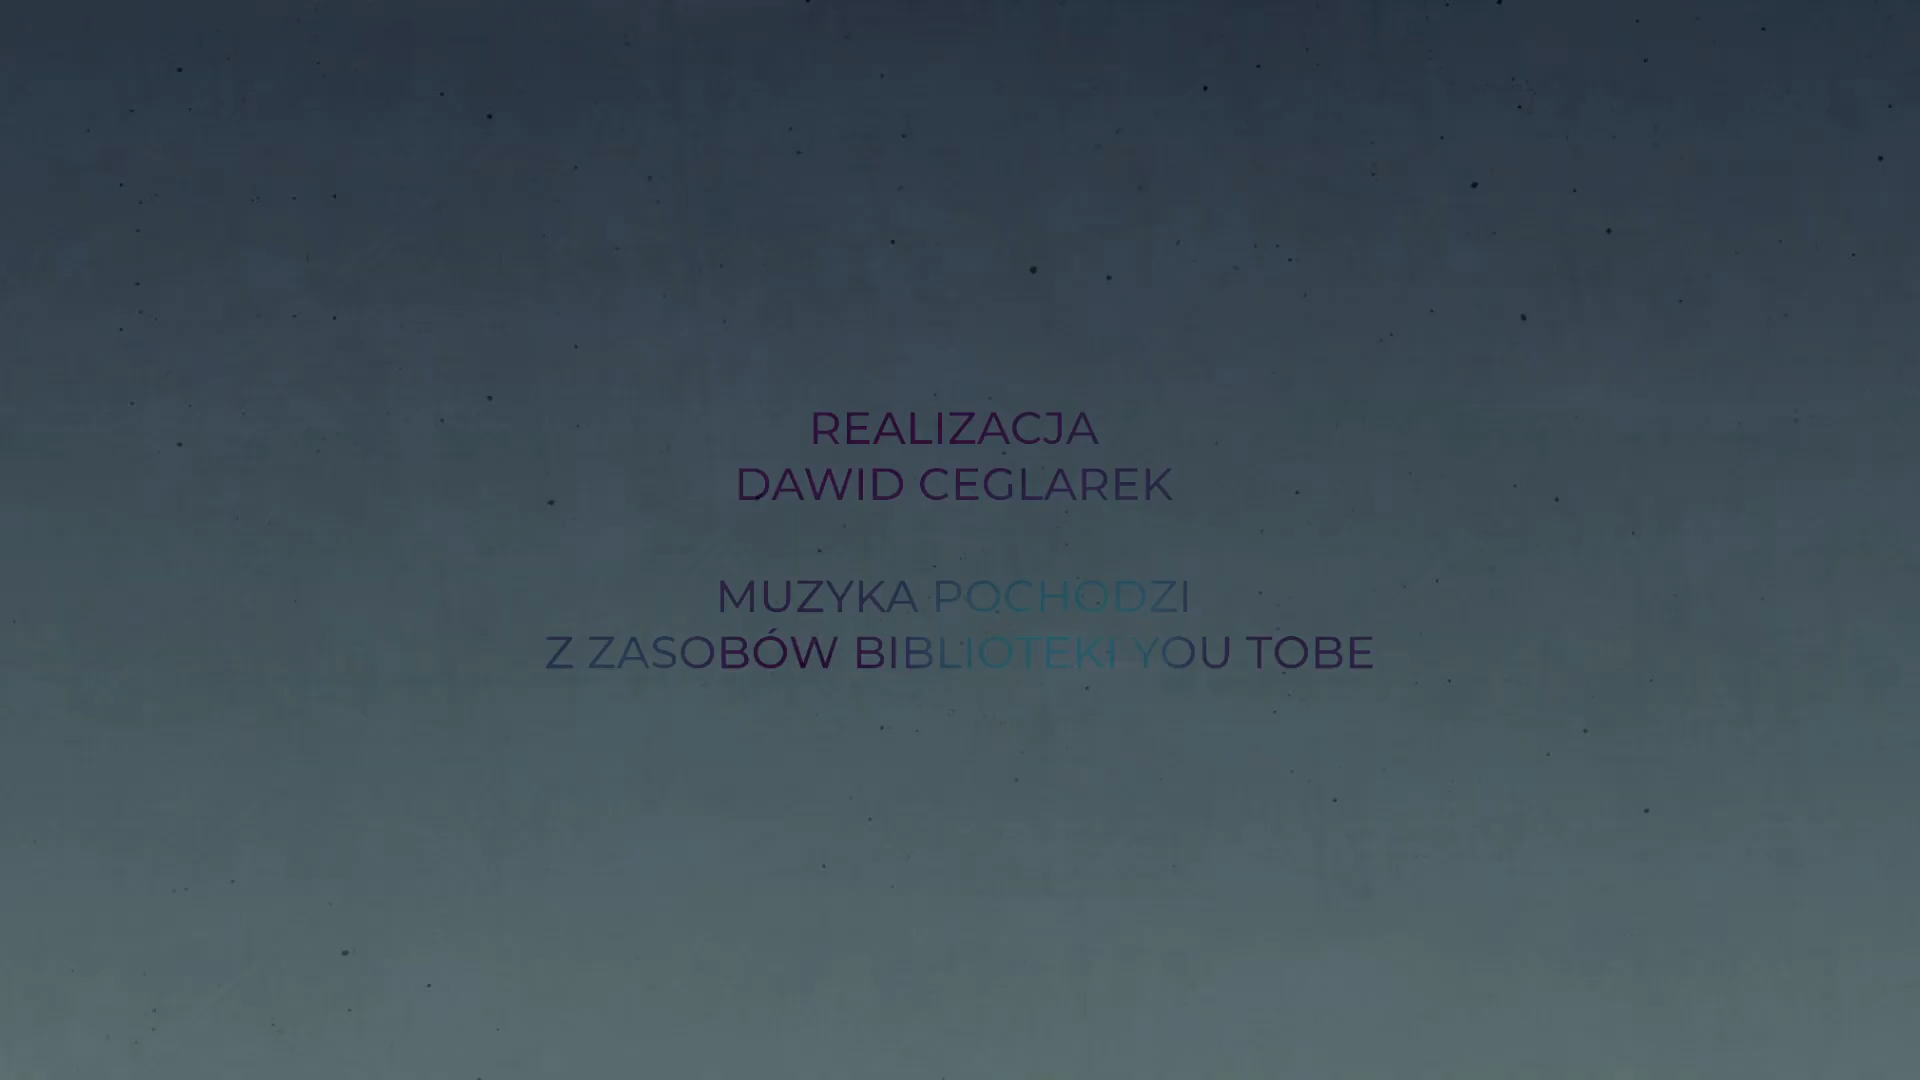 REALIZACJA
DAWID CEGLAREK
MUZYKA POCHODZI
Z ZASOBÓW BIBLIOTEKI YOU TOBE